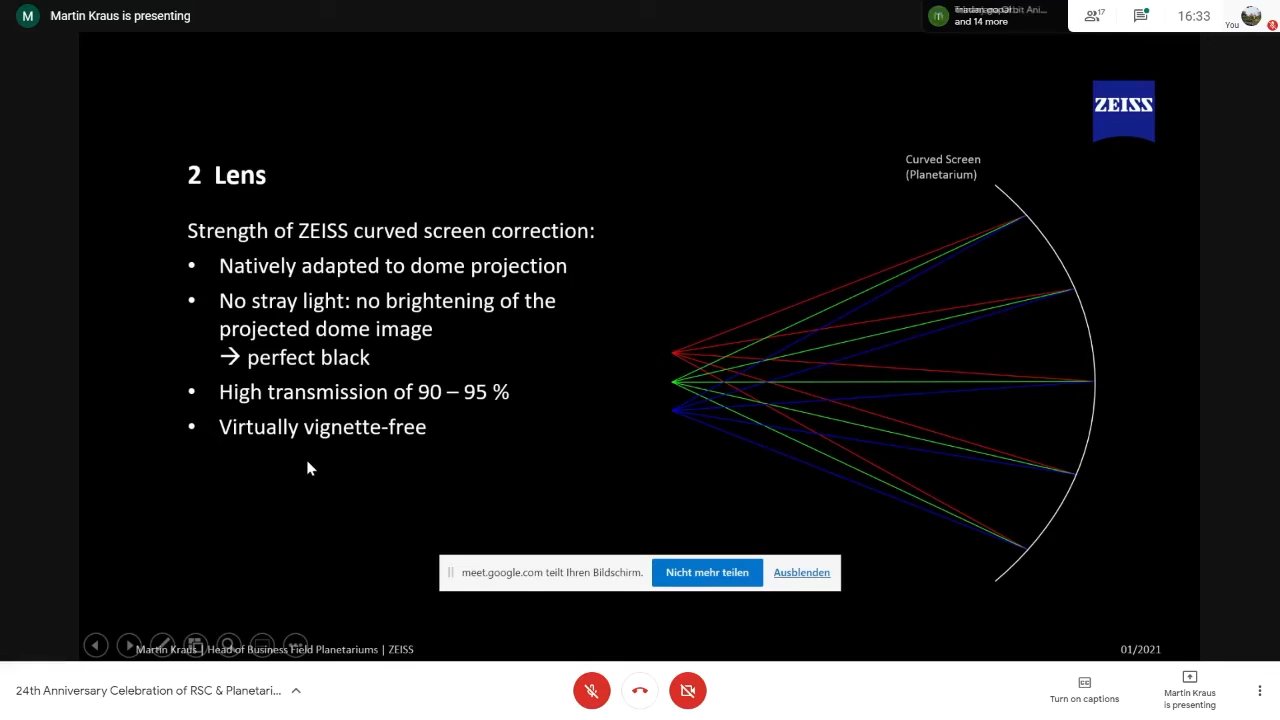 M Martin Kraus is presenting
m
and 14 more
17
16:33
You
ZEISS
Curved Screen
(Planetarium)
2 Lens
Strength of ZEISS curved screen correction:
• Natively adapted to dome projection
• No stray light: no brightening of the
projected dome image
→ perfect black
• High transmission of 90 – 95 %
• Virtually vignette-free
meet.google.com teilt Ihren Bildschirm. Nicht mehr teilen Ausblenden
Martin Kraus | Head of Business Field Planetariums | ZEISS
01/2021
24th Anniversary Celebration of RSC & Planetari...
Turn on captions
Martin Kraus
is presenting